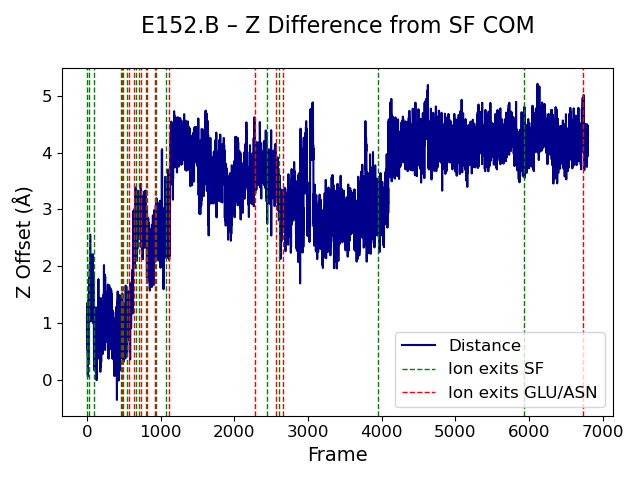 E152.B – Z Difference from SF COM
Z Offset (Å)
5
4
3
2
1
0
Distance
Ion exits SF
Ion exits GLU/ASN
0 1000 2000 3000 4000 5000 6000 7000
Frame